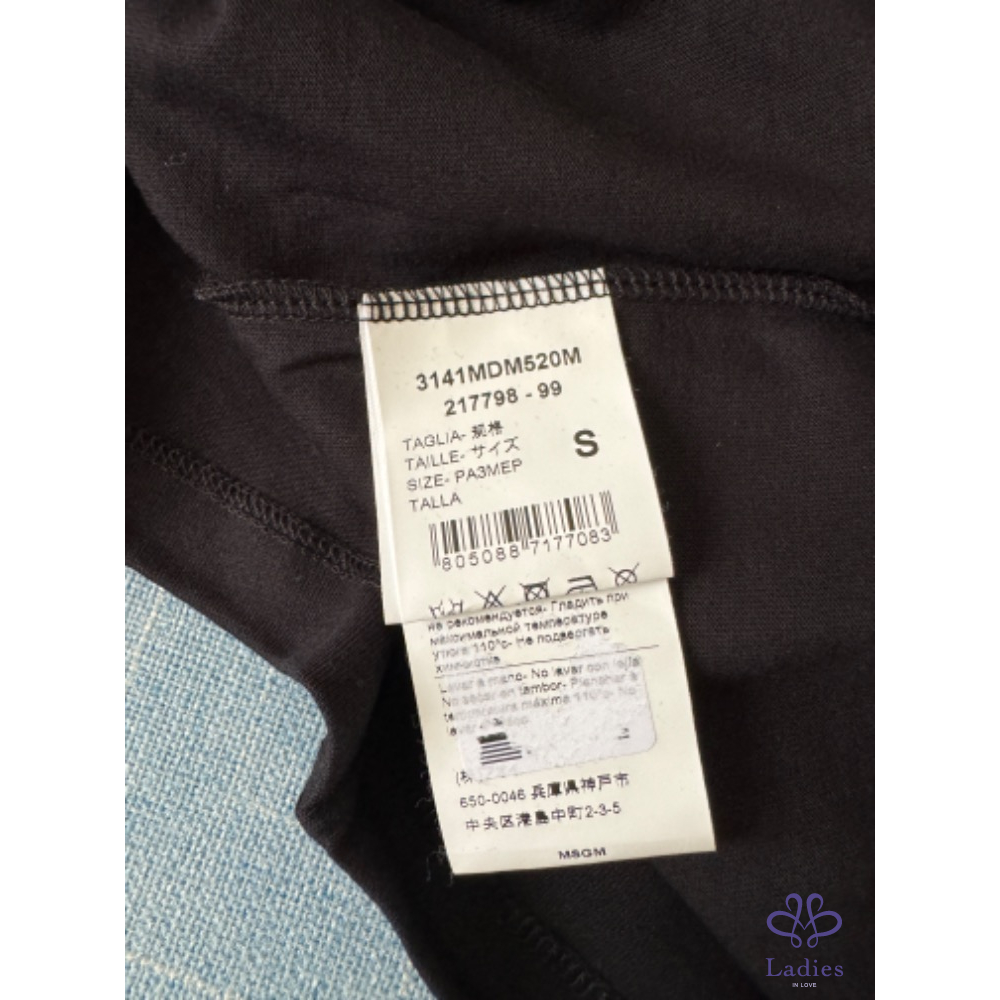 3141MDM520M
217798 - 99
TAGLIA- 规格
TAILLE- サイズ
SIZE- РАЗМЕР
TALLA
S
805088 7177083
не рекомендуется- Гладить при
максимальной температуре
утюга 110°c- Не подвергать
химчистке
Lavar a mano- No lavar con lejía
No secar en tambor- Planchar a
temperatura máxima 110°c- No
650-0046 兵庫県神戸市
中央区港島中町2-3-5
MSGM
Ladies
IN LOVE